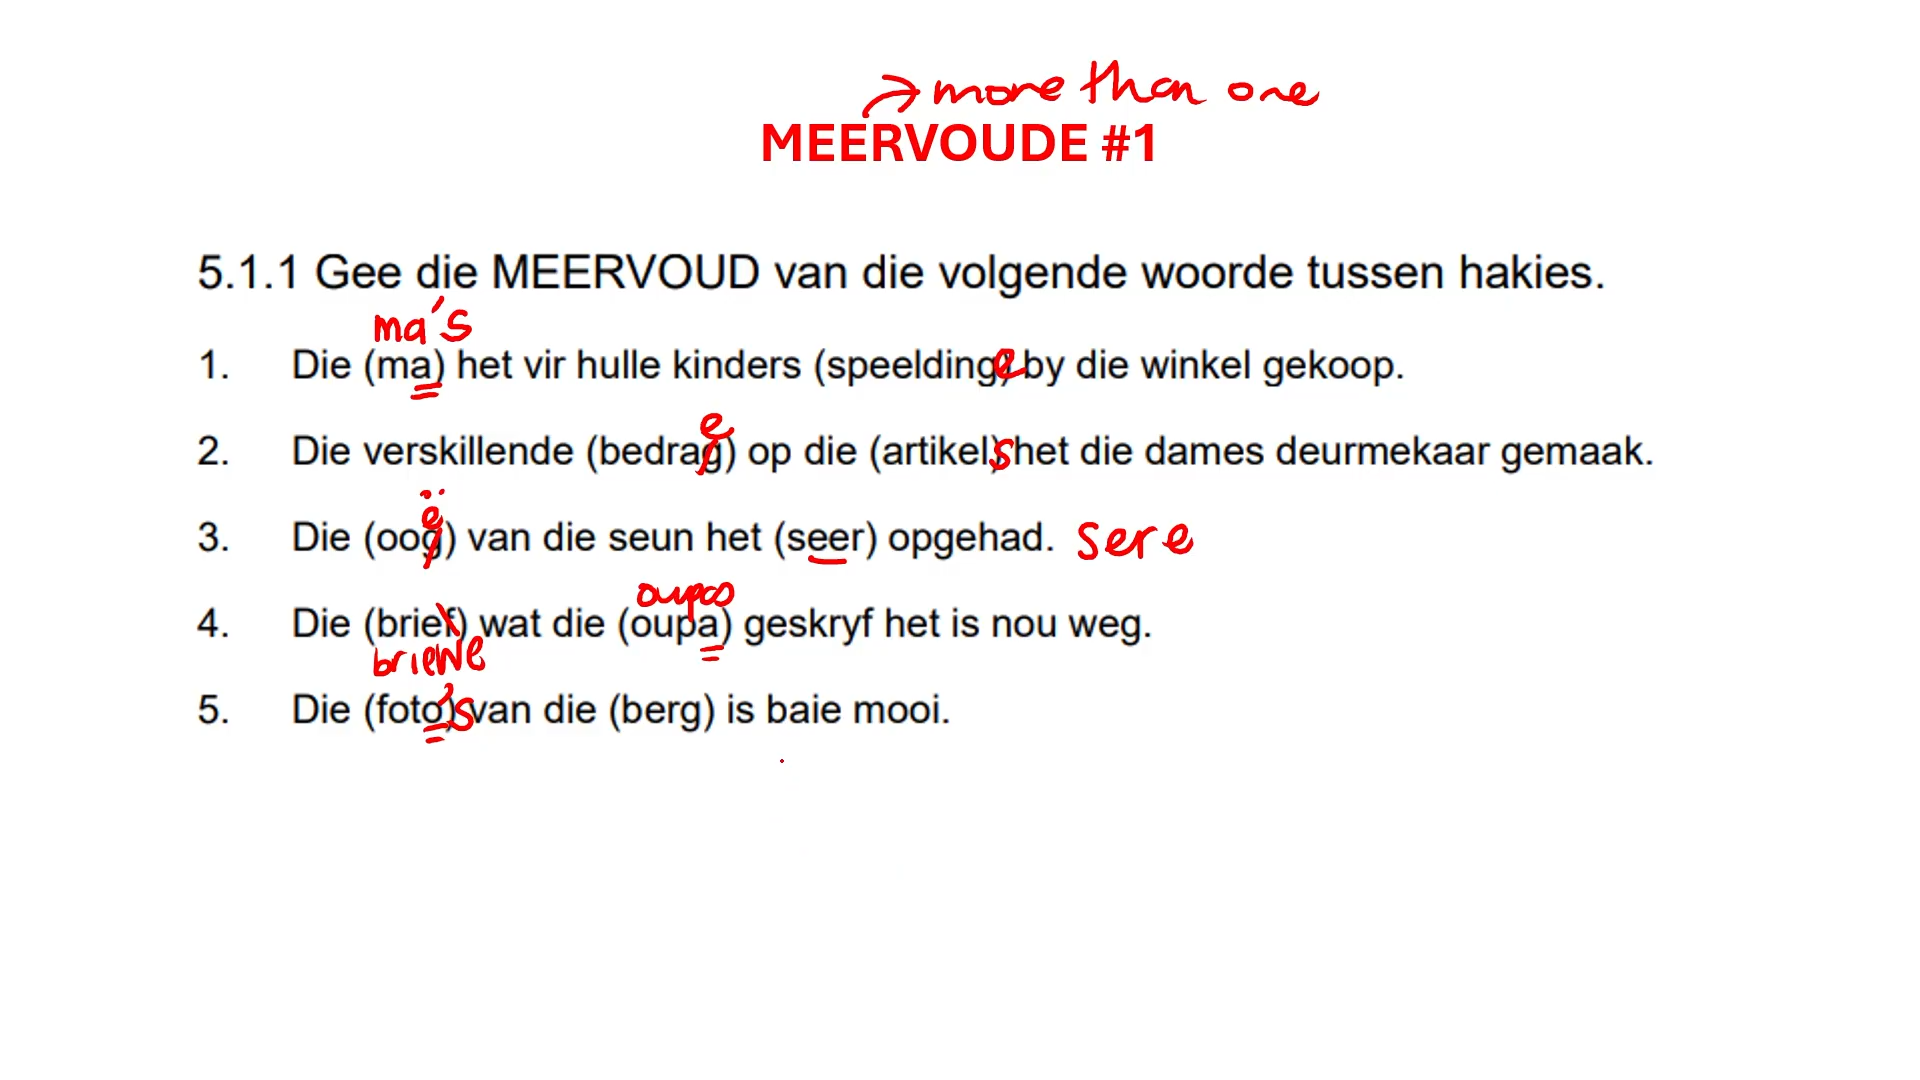 more than one
MEERVOUDE #1
5.1.1 Gee die MEERVOUD van die volgende woorde tussen hakies.
ma's
1. Die (ma) het vir hulle kinders (speelding) e by die winkel gekoop.
e
2. Die verskillende (bedrag) op die (artikel) s het die dames deurmekaar gemaak.
ë
3. Die (oog) van die seun het (seer) opgehad. sere
oupas
4. Die (brief) wat die (oupa) geskryf het is nou weg.
briewe
5. Die (foto) 's van die (berg) is baie mooi.